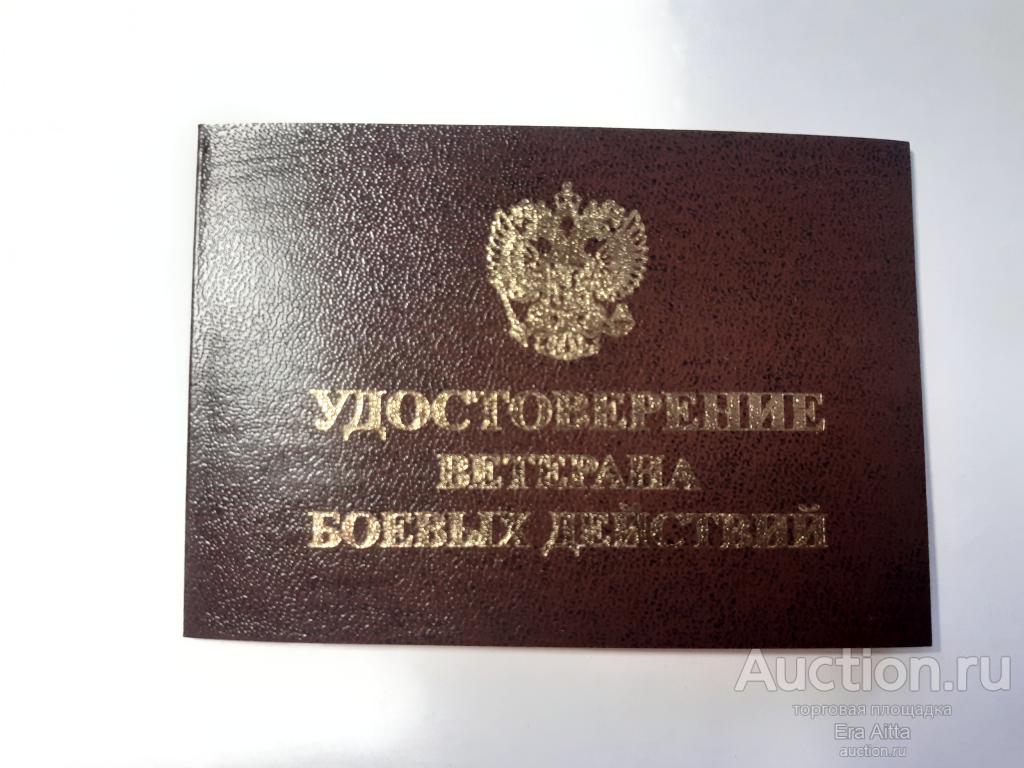 УДОСТОВЕРЕНИЕ
ВЕТЕРАНА
БОЕВЫХ ДЕЙСТВИЙ
Auction.ru
торговая площадка
Era Aitta
auction.ru